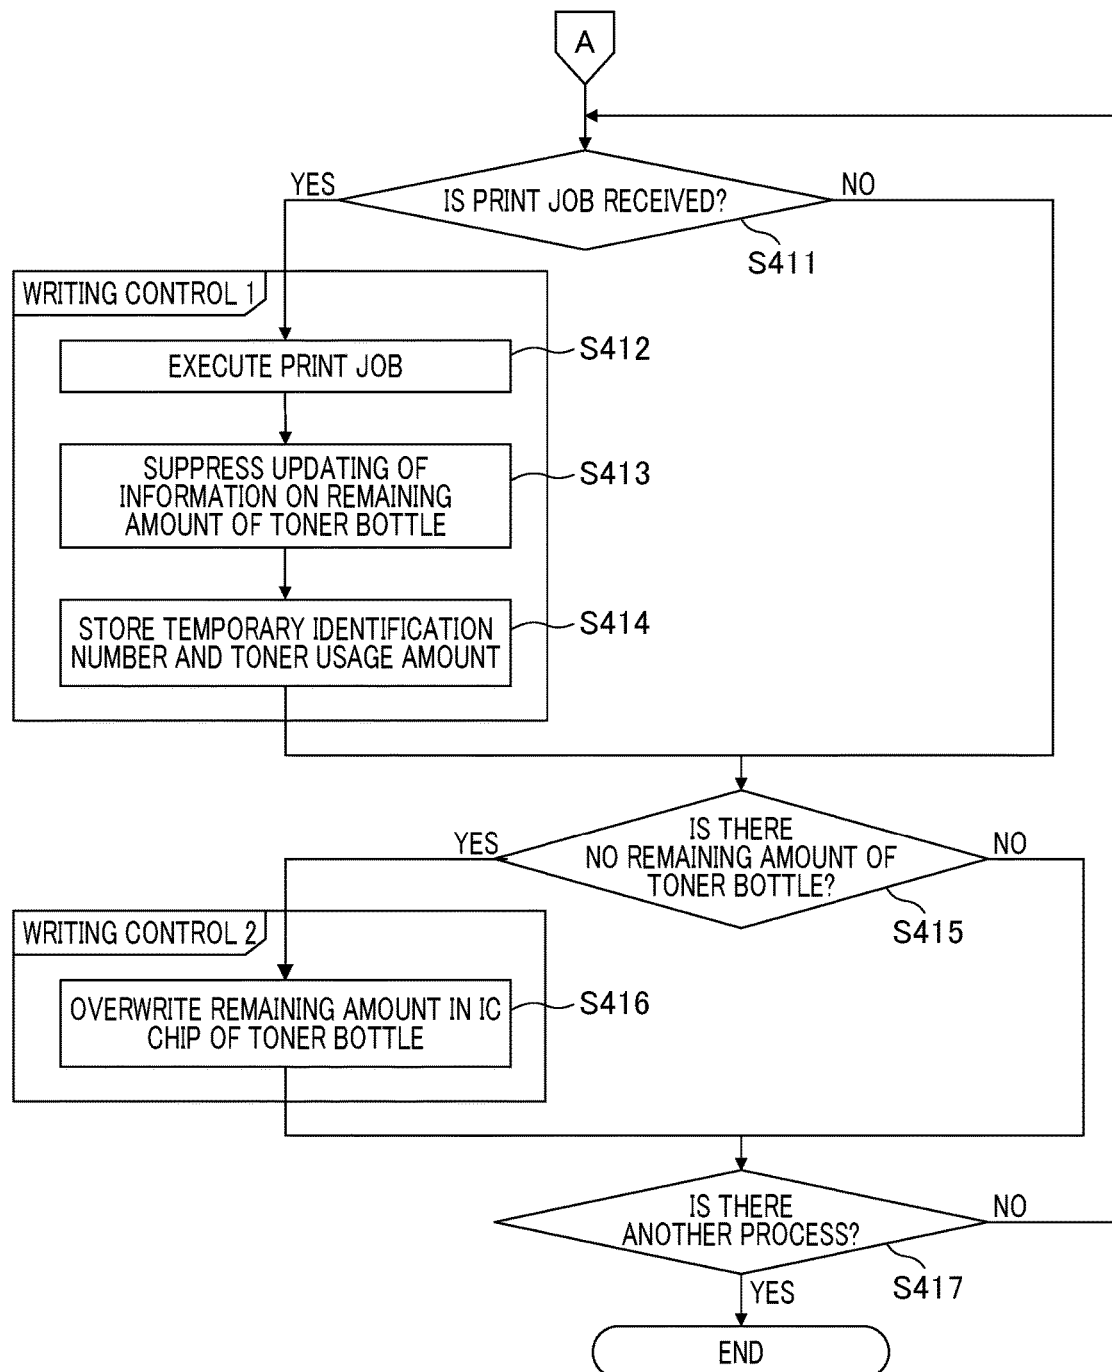 A
YES
NO
IS PRINT JOB RECEIVED?
S411
WRITING CONTROL 1
EXECUTE PRINT JOB
S412
SUPPRESS UPDATING OF
INFORMATION ON REMAINING
AMOUNT OF TONER BOTTLE
S413
STORE TEMPORARY IDENTIFICATION
NUMBER AND TONER USAGE AMOUNT
S414
YES
IS THERE
NO REMAINING AMOUNT OF
TONER BOTTLE?
NO
S415
WRITING CONTROL 2
OVERWRITE REMAINING AMOUNT IN IC
CHIP OF TONER BOTTLE
S416
IS THERE
ANOTHER PROCESS?
NO
S417
YES
END